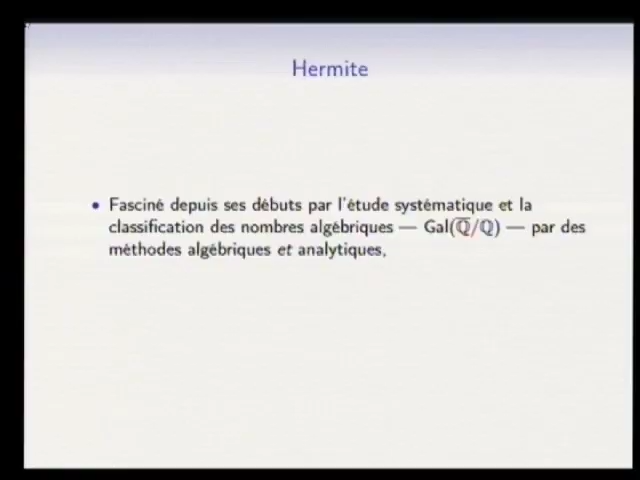 Hermite
• Fasciné depuis ses débuts par l'étude systématique et la
classification des nombres algébriques — Gal(Q̅/Q) — par des
méthodes algébriques et analytiques,